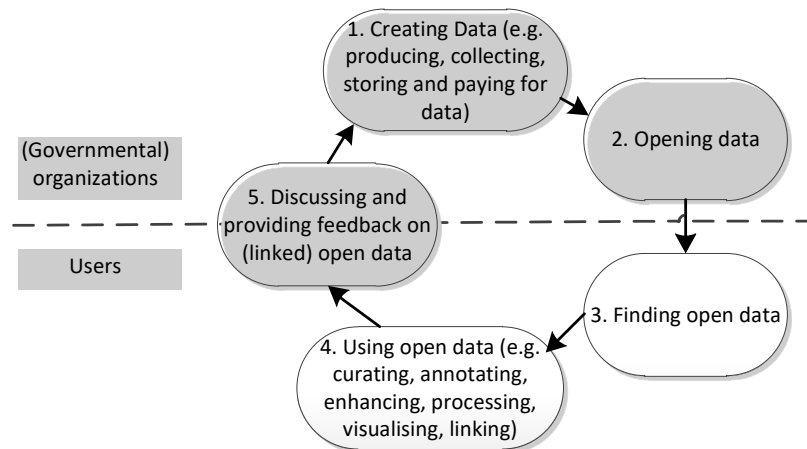 1. Creating Data (e.g.
producing, collecting,
storing and paying for
data)
2. Opening data
(Governmental)
organizations
5. Discussing and
providing feedback on
(linked) open data
Users
3. Finding open data
4. Using open data (e.g.
curating, annotating,
enhancing, processing,
visualising, linking)